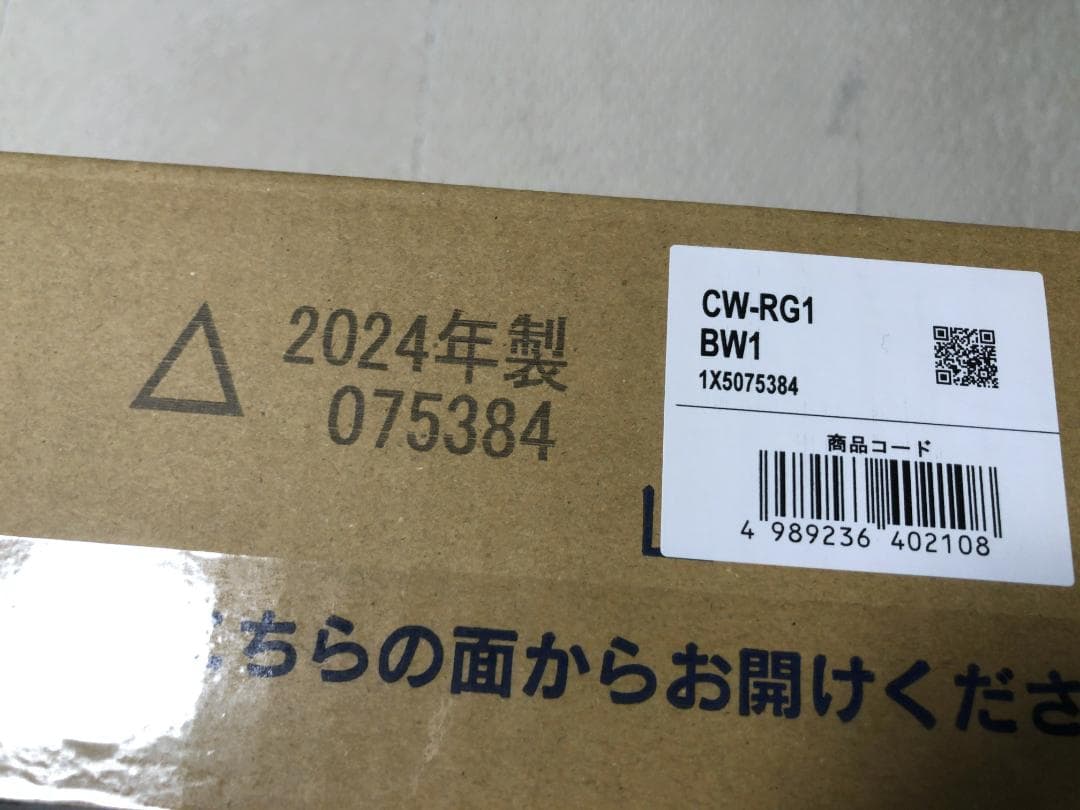 2024年製
075384
CW-RG1
BW1
1X5075384
商品コード
4 989236 402108
L
ちらの面からお開けくださ